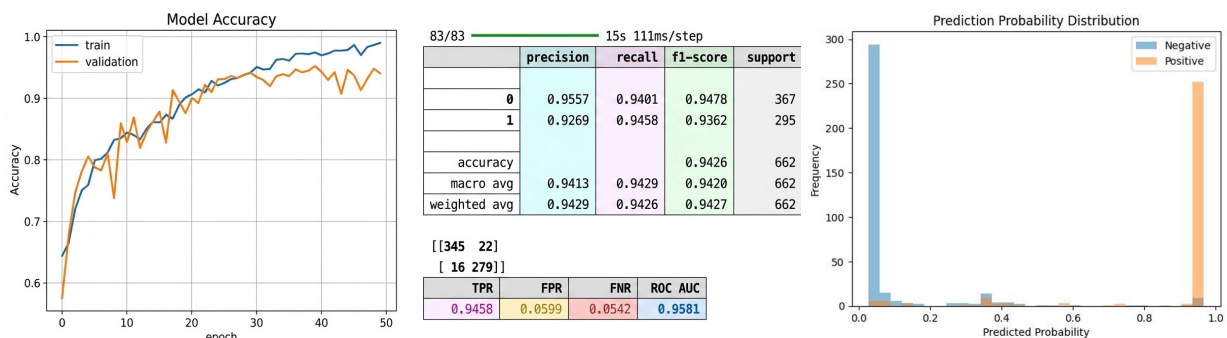 Model Accuracy
train
validation
Accuracy
1.0
0.9
0.8
0.7
0.6
0 10 20 30 40 50
epoch
83/83 15s 111ms/step
precision recall f1-score support
0 0.9557 0.9401 0.9478 367
1 0.9269 0.9458 0.9362 295
accuracy 0.9426 662
macro avg 0.9413 0.9429 0.9420 662
weighted avg 0.9429 0.9426 0.9427 662
[[345 22]
[ 16 279]]
TPR FPR FNR ROC AUC
0.9458 0.0599 0.0542 0.9581
Prediction Probability Distribution
Negative
Positive
Frequency
300
250
200
150
100
50
0
0.0 0.2 0.4 0.6 0.8 1.0
Predicted Probability